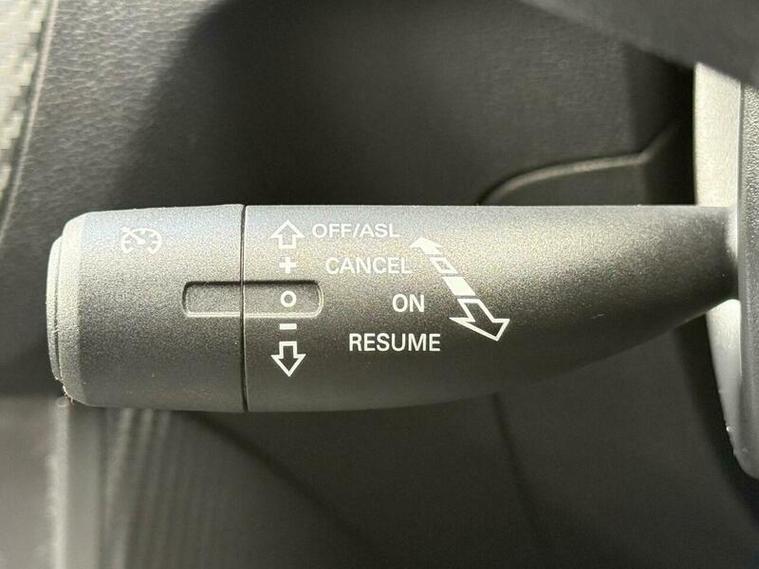 OFF/ASL
+ CANCEL
O ON
−
RESUME